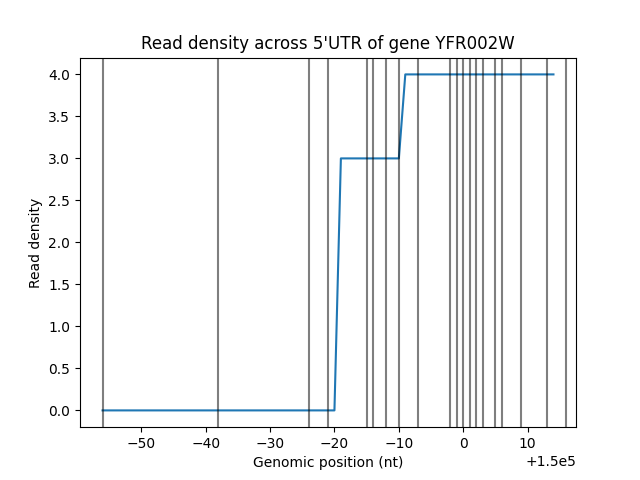 Read density across 5'UTR of gene YFR002W
4.0
3.5
3.0
2.5
2.0
1.5
1.0
0.5
0.0
Read density
−50 −40 −30 −20 −10 0 10
Genomic position (nt)
+1.5e5